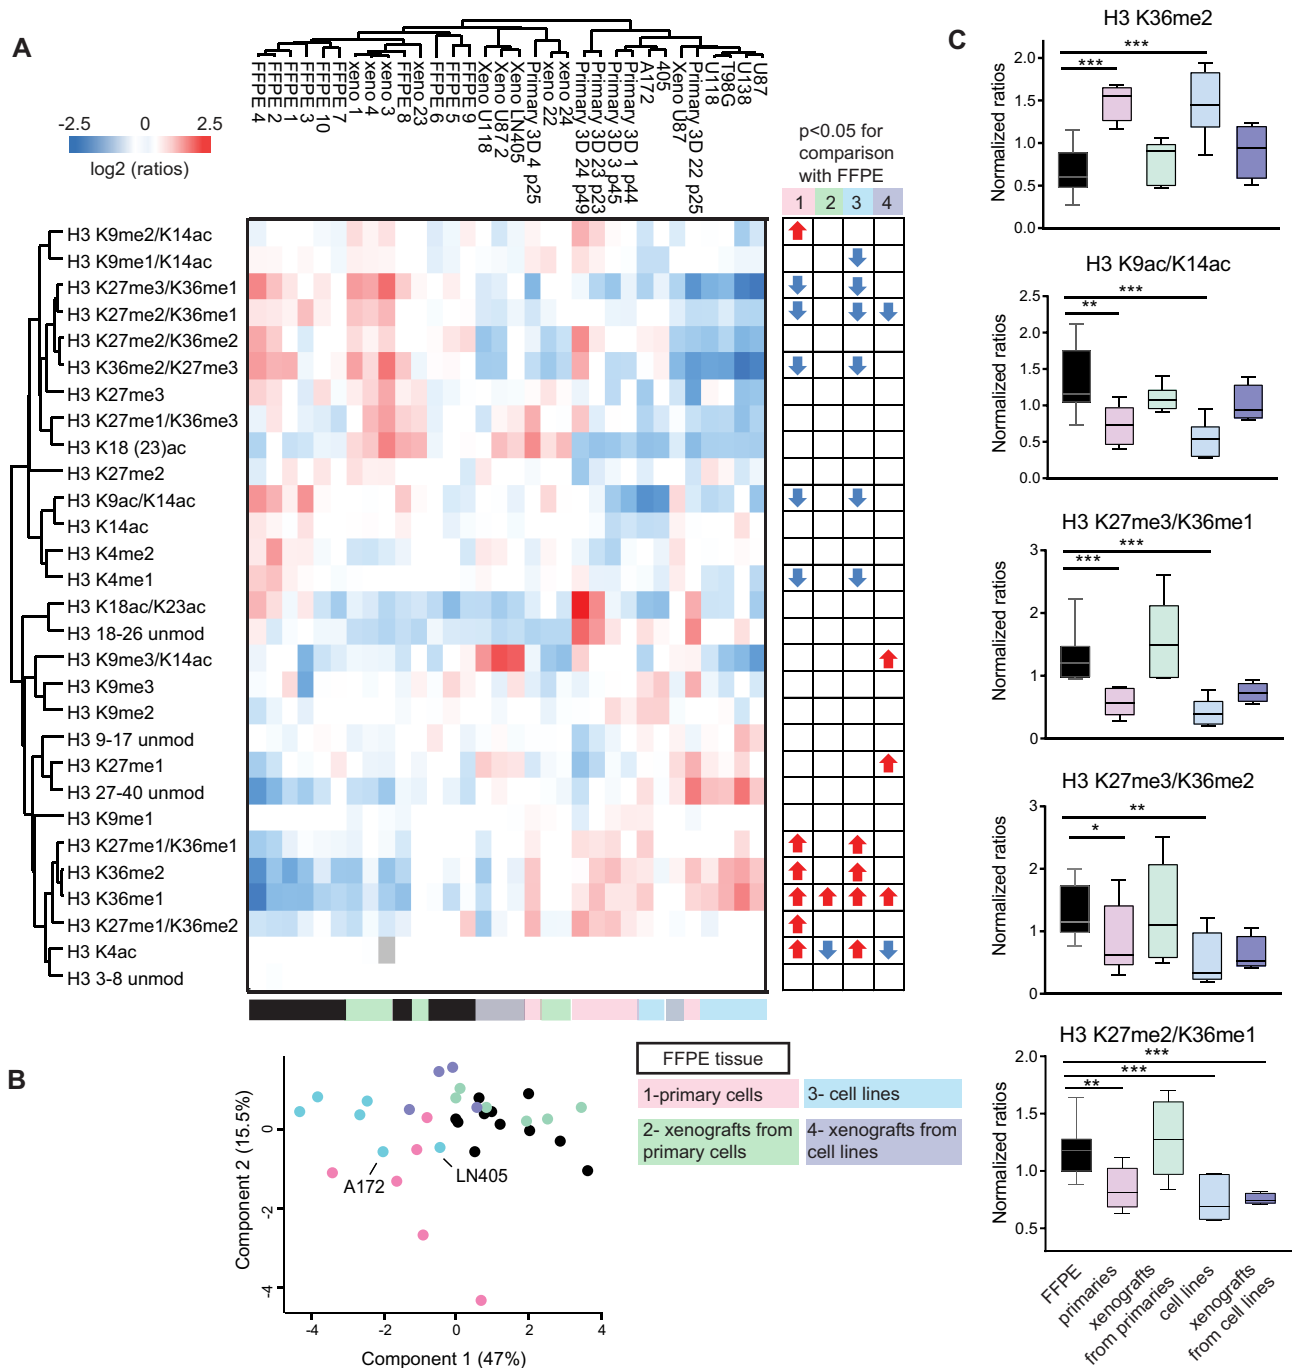 A
-2.5 0 2.5
log2 (ratios)
FFPE 4
FFPE 2
FFPE 1
FFPE 3
FFPE 10
FFPE 7
xeno 1
xeno 4
xeno 3
FFPE 8
xeno 23
FFPE 6
FFPE 5
FFPE 9
Xeno U118
Xeno U87 2
Xeno LN405
Primary 3D 4 p25
xeno 22
xeno 24
Primary 3D 24 p49
Primary 3D 23 p23
Primary 3D 3 p45
Primary 3D 1 p44
A172
405
Xeno U87
Primary 3D 22 p25
U118
T98G
U138
U87
p<0.05 for
comparison
with FFPE
1 2 3 4
H3 K9me2/K14ac
H3 K9me1/K14ac
H3 K27me3/K36me1
H3 K27me2/K36me1
H3 K27me2/K36me2
H3 K36me2/K27me3
H3 K27me3
H3 K27me1/K36me3
H3 K18 (23)ac
H3 K27me2
H3 K9ac/K14ac
H3 K14ac
H3 K4me2
H3 K4me1
H3 K18ac/K23ac
H3 18-26 unmod
H3 K9me3/K14ac
H3 K9me3
H3 K9me2
H3 9-17 unmod
H3 K27me1
H3 27-40 unmod
H3 K9me1
H3 K27me1/K36me1
H3 K36me2
H3 K36me1
H3 K27me1/K36me2
H3 K4ac
H3 3-8 unmod
B
Component 2 (15.5%)
0
-2
-4
A172
LN405
-4 -2 0 2 4
Component 1 (47%)
FFPE tissue
1-primary cells
3- cell lines
2- xenografts from
primary cells
4- xenografts from
cell lines
C
H3 K36me2
Normalized ratios
2.0
1.5
1.0
0.5
0.0
***
***
H3 K9ac/K14ac
Normalized ratios
2.5
1.5
1.0
0.5
0.0
***
**
H3 K27me3/K36me1
Normalized ratios
3
2
1
0
***
***
H3 K27me3/K36me2
Normalized ratios
3
2
1
0
**
*
H3 K27me2/K36me1
Normalized ratios
2.0
1.5
1.0
0.5
***
***
**
FFPE
primaries
xenografts
from primaries
cell lines
xenografts
from cell lines